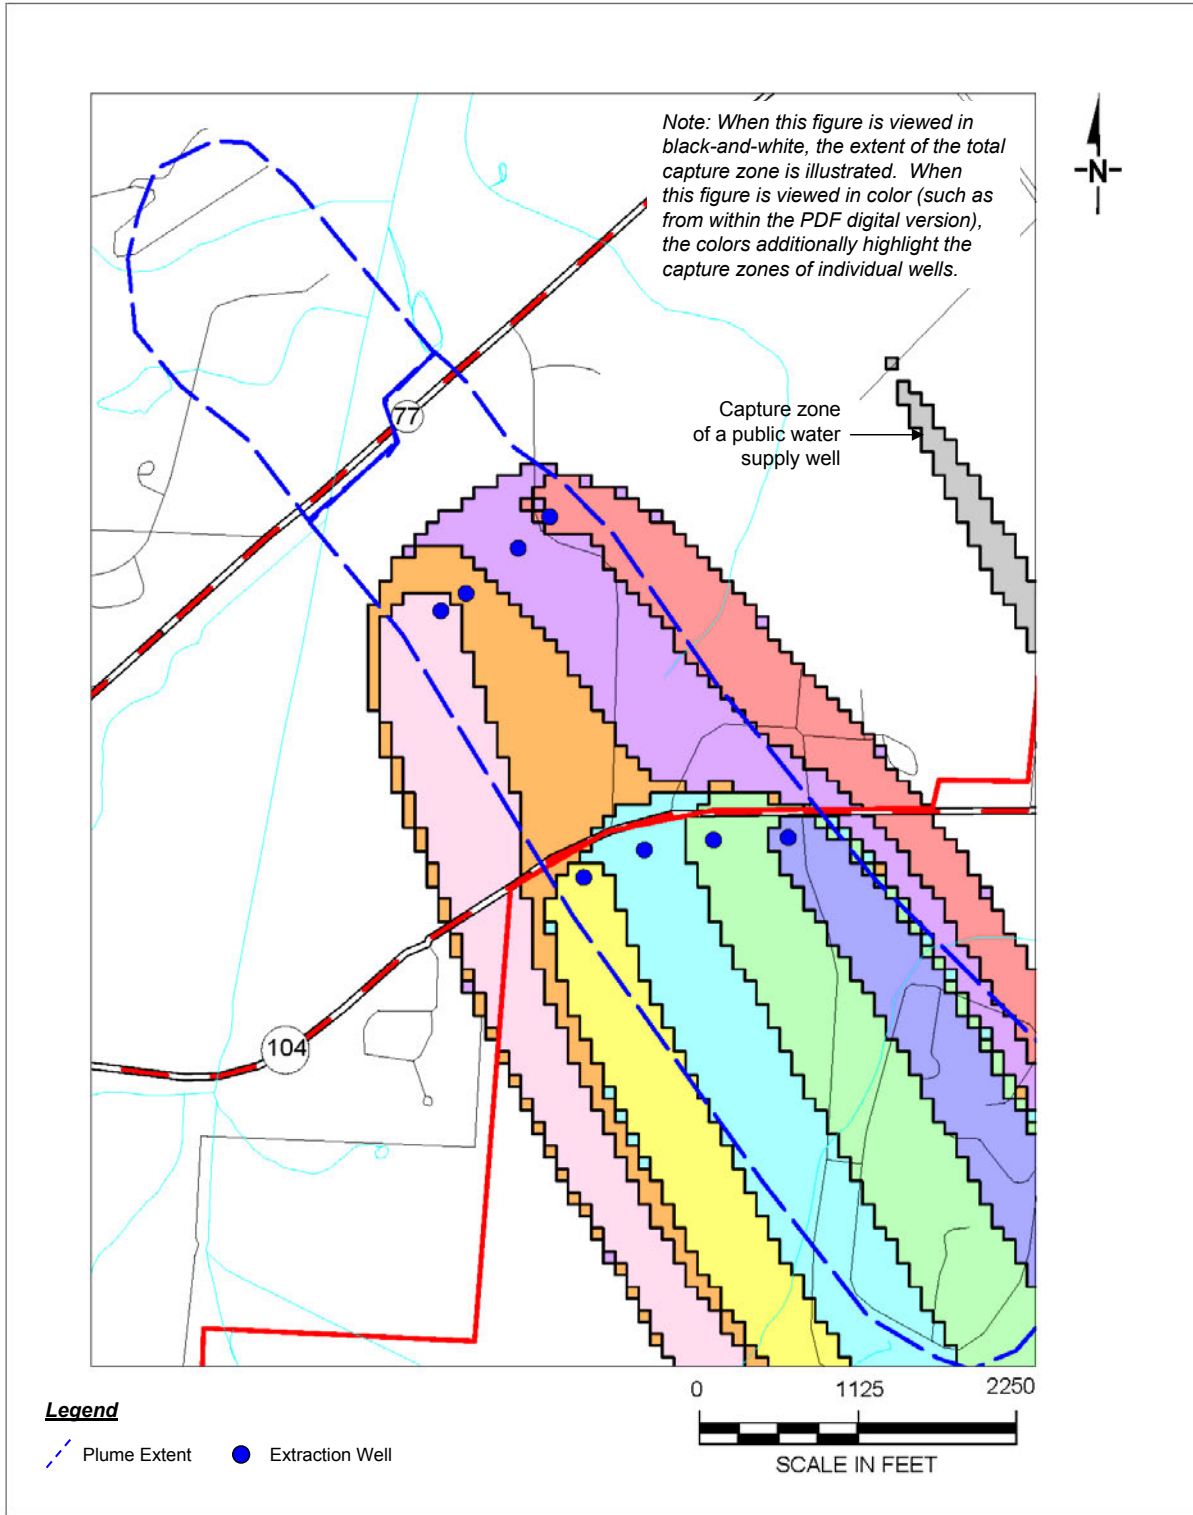 Note: When this figure is viewed in
black-and-white, the extent of the total
capture zone is illustrated. When
this figure is viewed in color (such as
from within the PDF digital version),
the colors additionally highlight the
capture zones of individual wells.
N
77
Capture zone
of a public water
supply well
104
0 1125 2250
SCALE IN FEET
Legend
Plume Extent
Extraction Well